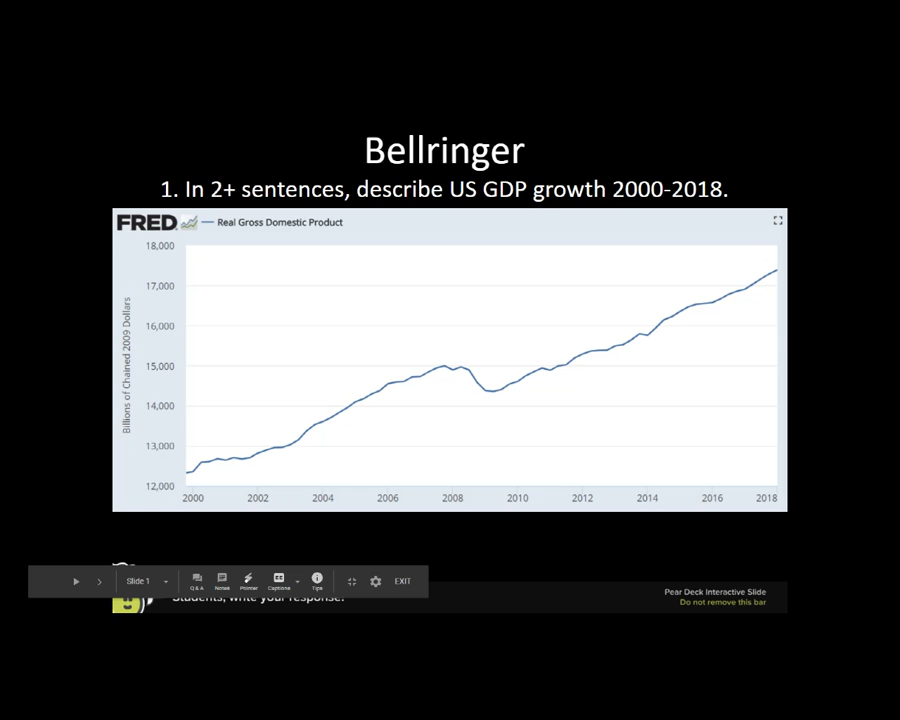 Bellringer
1. In 2+ sentences, describe US GDP growth 2000-2018.
FRED — Real Gross Domestic Product
Billions of Chained 2009 Dollars
18,000
17,000
16,000
15,000
14,000
13,000
12,000
2000 2002 2004 2006 2008 2010 2012 2014 2016 2018
Slide 1 Q & A Notes Pointer Captions Tips EXIT
Students, write your response!
Pear Deck Interactive Slide
Do not remove this bar